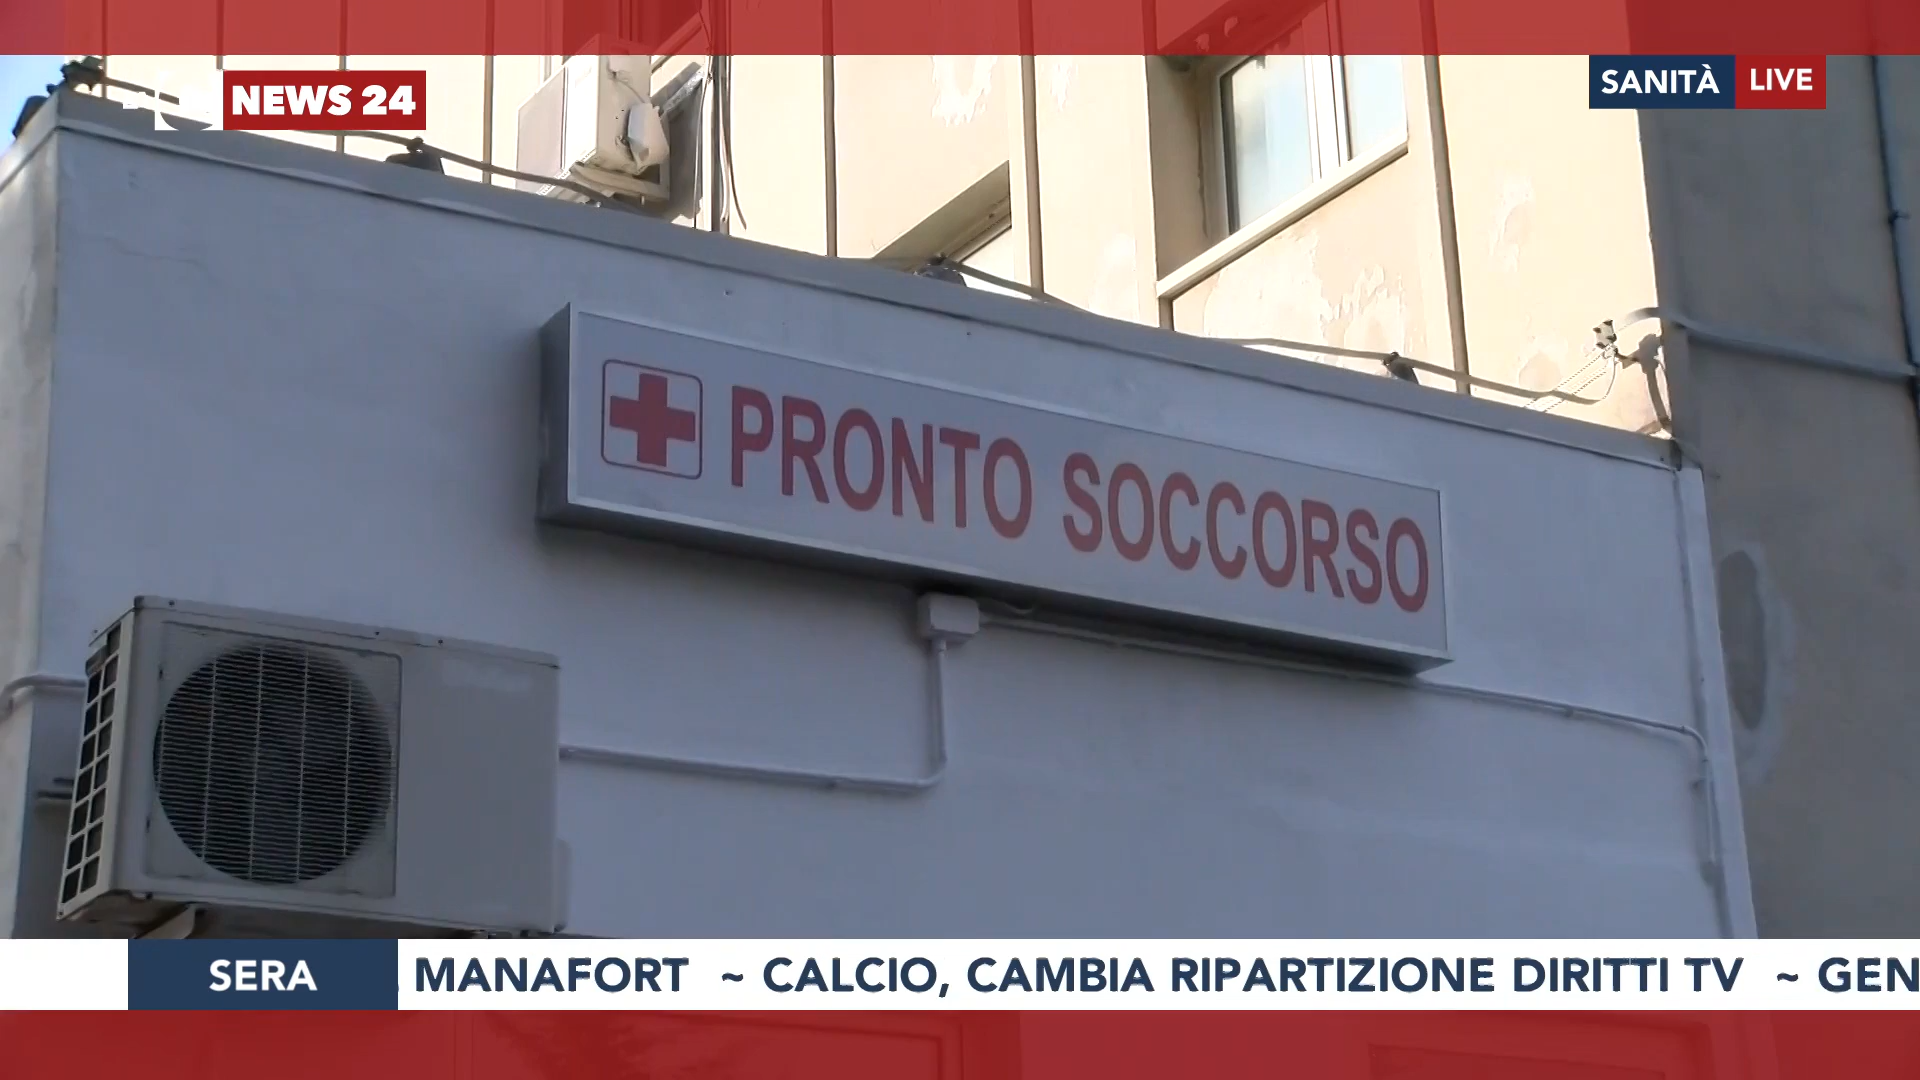 NEWS 24
SANITÀ LIVE
PRONTO SOCCORSO
SERA
MANAFORT ~ CALCIO, CAMBIA RIPARTIZIONE DIRITTI TV ~ GEN